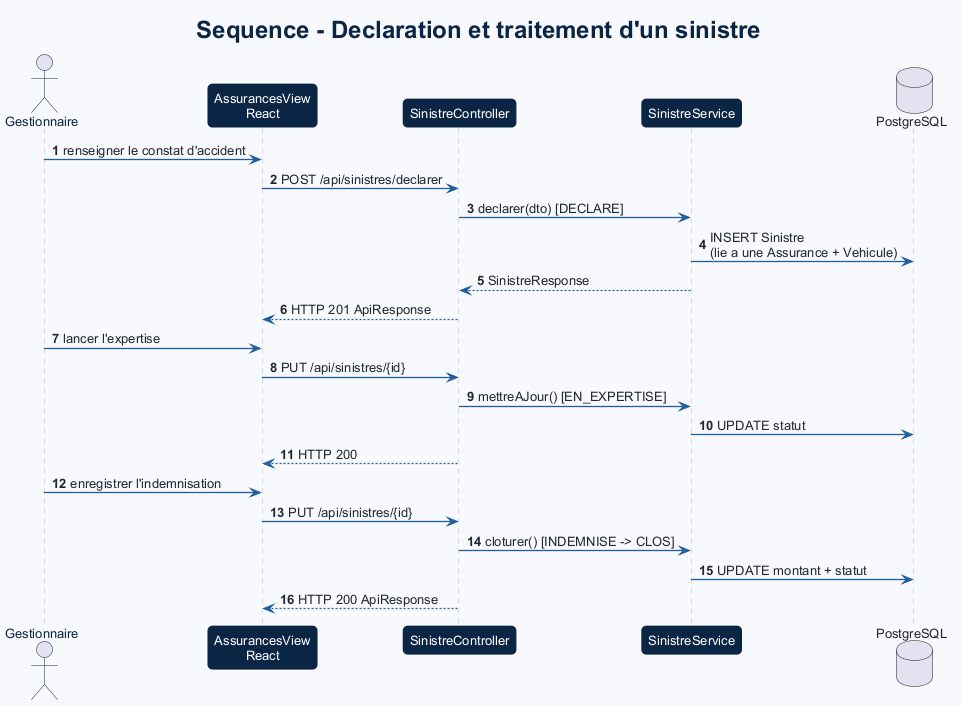 Sequence - Declaration et traitement d'un sinistre
Gestionnaire
AssurancesView
React
SinistreController
SinistreService
PostgreSQL
1 renseigner le constat d'accident
2 POST /api/sinistres/declarer
3 declarer(dto) [DECLARE]
4 INSERT Sinistre
(lie a une Assurance + Vehicule)
5 SinistreResponse
6 HTTP 201 ApiResponse
7 lancer l'expertise
8 PUT /api/sinistres/{id}
9 mettreAJour() [EN_EXPERTISE]
10 UPDATE statut
11 HTTP 200
12 enregistrer l'indemnisation
13 PUT /api/sinistres/{id}
14 cloturer() [INDEMNISE -> CLOS]
15 UPDATE montant + statut
16 HTTP 200 ApiResponse
Gestionnaire
AssurancesView
React
SinistreController
SinistreService
PostgreSQL